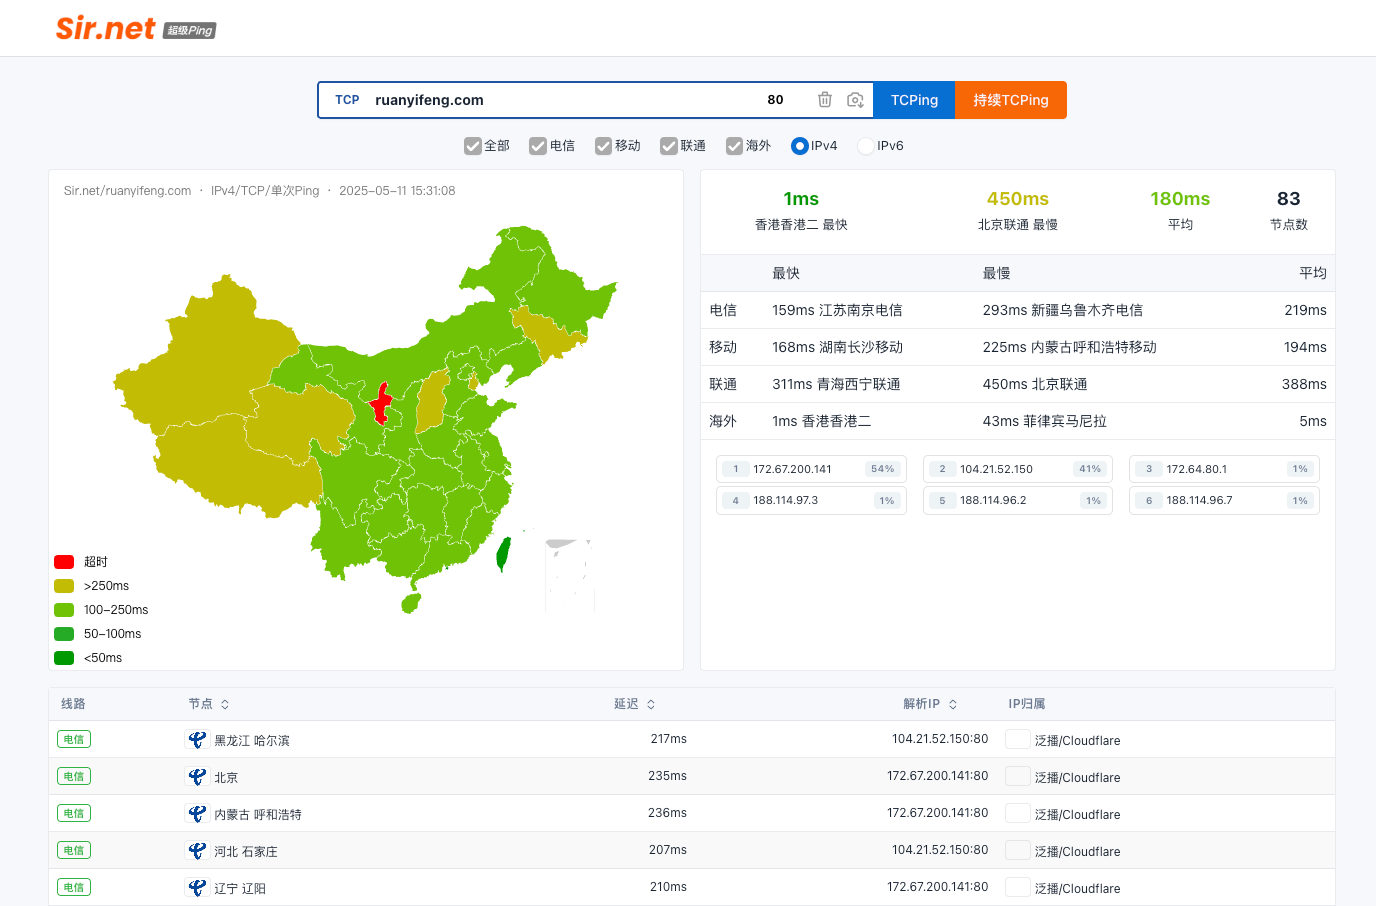 Sir.net 超级Ping
TCP ruanyifeng.com 80 TCPing 持续TCPing
全部 电信 移动 联通 海外 IPv4 IPv6
Sir.net/ruanyifeng.com · IPv4/TCP/单次Ping · 2025-05-11 15:31:08
超时
>250ms
100-250ms
50-100ms
<50ms
1ms 450ms 180ms 83
香港香港二 最快 北京联通 最慢 平均 节点数
最快 最慢 平均
电信 159ms 江苏南京电信 293ms 新疆乌鲁木齐电信 219ms
移动 168ms 湖南长沙移动 225ms 内蒙古呼和浩特移动 194ms
联通 311ms 青海西宁联通 450ms 北京联通 388ms
海外 1ms 香港香港二 43ms 菲律宾马尼拉 5ms
1 172.67.200.141 54% 2 104.21.52.150 41% 3 172.64.80.1 1%
4 188.114.97.3 1% 5 188.114.96.2 1% 6 188.114.96.7 1%
线路 节点 延迟 解析IP IP归属
电信 黑龙江 哈尔滨 217ms 104.21.52.150:80 泛播/Cloudflare
电信 北京 235ms 172.67.200.141:80 泛播/Cloudflare
电信 内蒙古 呼和浩特 236ms 172.67.200.141:80 泛播/Cloudflare
电信 河北 石家庄 207ms 104.21.52.150:80 泛播/Cloudflare
电信 辽宁 辽阳 210ms 172.67.200.141:80 泛播/Cloudflare